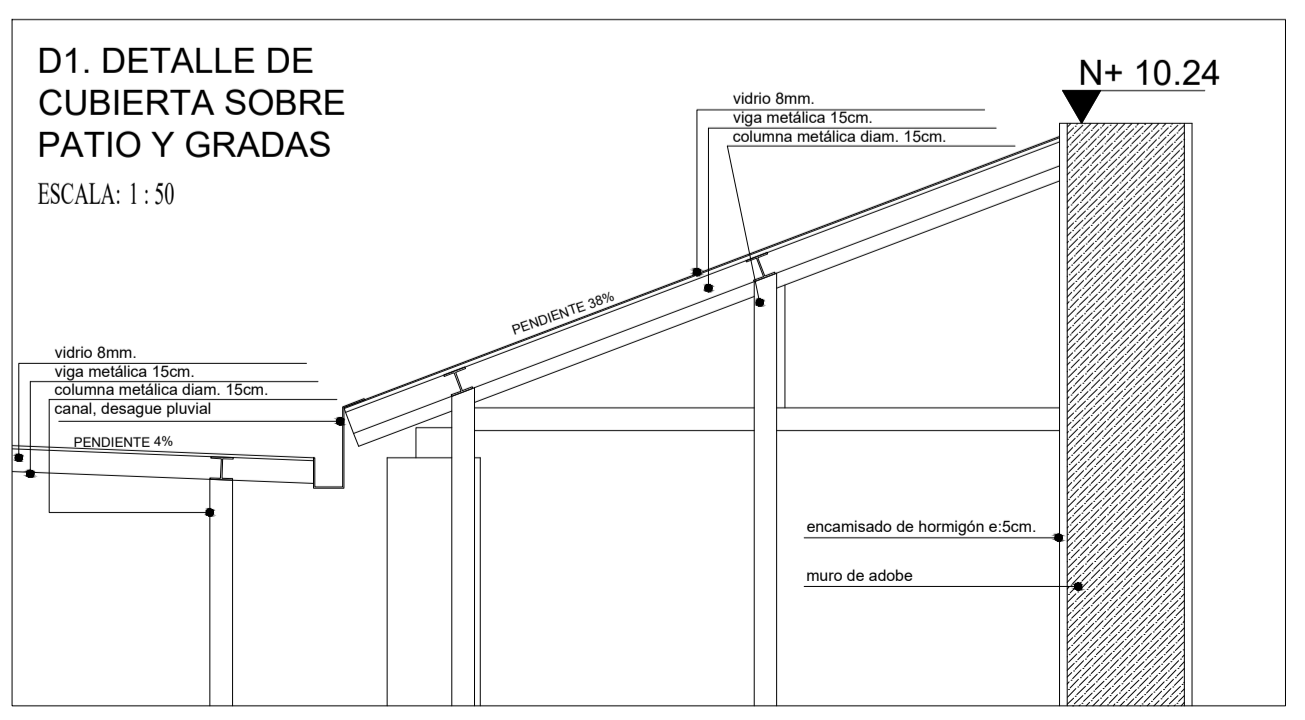 D1. DETALLE DE
CUBIERTA SOBRE
PATIO Y GRADAS
ESCALA: 1 : 50
N+ 10.24
vidrio 8mm.
viga metálica 15cm.
columna metálica diam. 15cm.
PENDIENTE 38%
vidrio 8mm.
viga metálica 15cm.
columna metálica diam. 15cm.
canal, desague pluvial
PENDIENTE 4%
encamisado de hormigón e:5cm.
muro de adobe